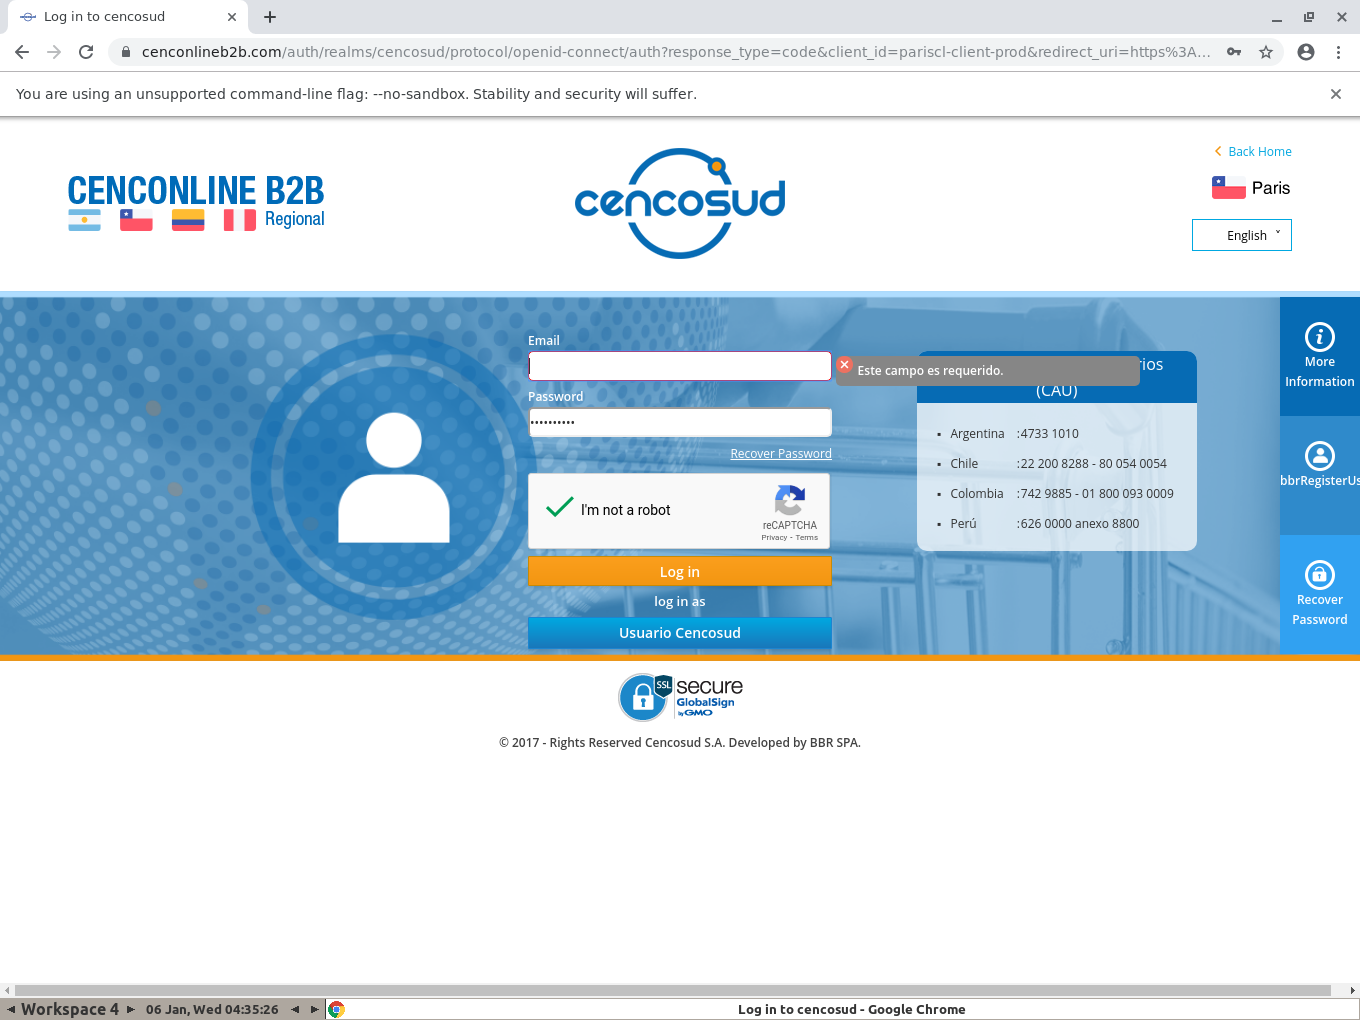 Log in to cencosud
cenconlineb2b.com/auth/realms/cencosud/protocol/openid-connect/auth?response_type=code&client_id=pariscl-client-prod&redirect_uri=https%3A...
You are using an unsupported command-line flag: --no-sandbox. Stability and security will suffer.
CENCONLINE B2B
Regional
cencosud
Back Home
Paris
English
Email
Este campo es requerido.
rios
(CAU)
Password
••••••••••
Recover Password
Argentina :4733 1010
Chile :22 200 8288 - 80 054 0054
Colombia :742 9885 - 01 800 093 0009
Perú :626 0000 anexo 8800
I'm not a robot
reCAPTCHA
Privacy - Terms
Log in
log in as
Usuario Cencosud
More
Information
bbrRegisterUs
Recover
Password
SSL
secure
GlobalSign
by GMO
© 2017 - Rights Reserved Cencosud S.A. Developed by BBR SPA.
Workspace 4
06 Jan, Wed 04:35:26
Log in to cencosud - Google Chrome